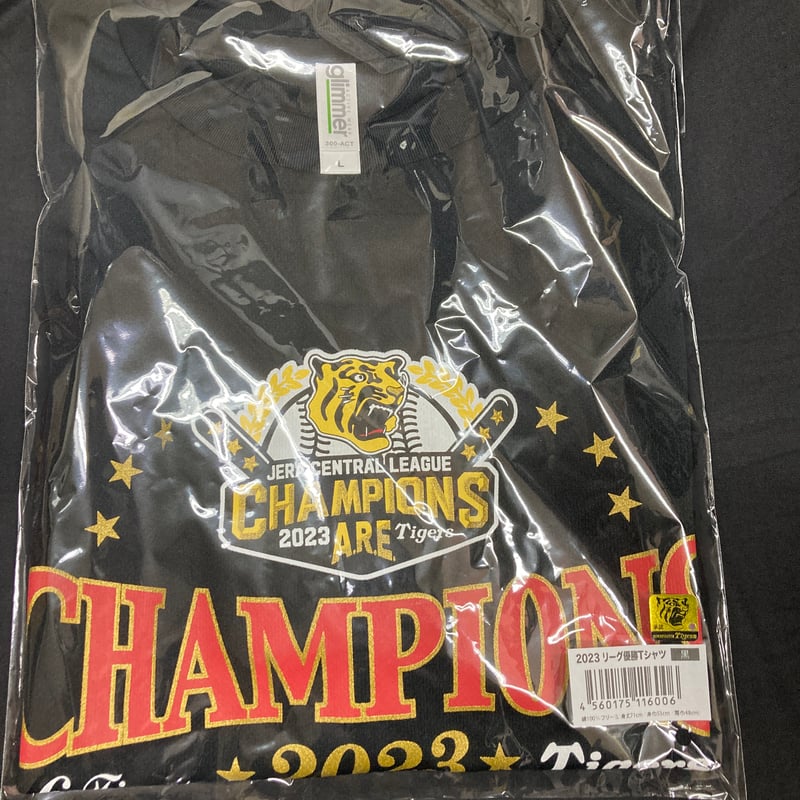 glimmer
300-ACT
L
JERA CENTRAL LEAGUE
CHAMPIONS
2023 A.R.E. Tigers
CHAMPIONS
2023 リーグ優勝Tシャツ 黒
4 560175 116006
2023
Tigers
Tigers